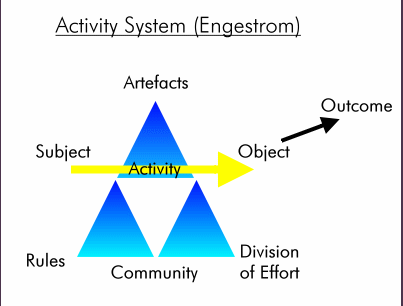 Activity System (Engestrom)
Artefacts
Outcome
Subject
Object
Activity
Rules
Community
Division
of Effort